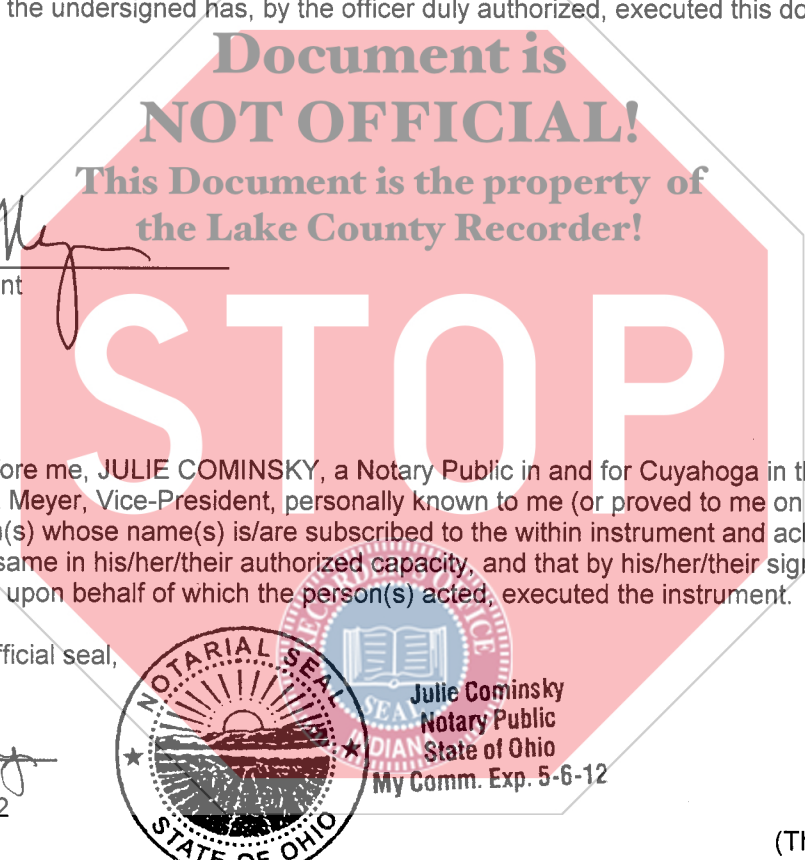 the undersigned has, by the officer duly authorized, executed this do
Document is
NOT OFFICIAL!
This Document is the property of
the Lake County Recorder!
nt
STOP
ore me, JULIE COMINSKY, a Notary Public in and for Cuyahoga in th
Meyer, Vice-President, personally known to me (or proved to me on
(s) whose name(s) is/are subscribed to the within instrument and ac
same in his/her/their authorized capacity, and that by his/her/their sig
upon behalf of which the person(s) acted, executed the instrument.
fficial seal,
NOTARIAL SEAL
STATE OF OHIO
OFFICE
SEAL
INDIANA
Julie Cominsky
Notary Public
State of Ohio
My Comm. Exp. 5-6-12
2
(Th